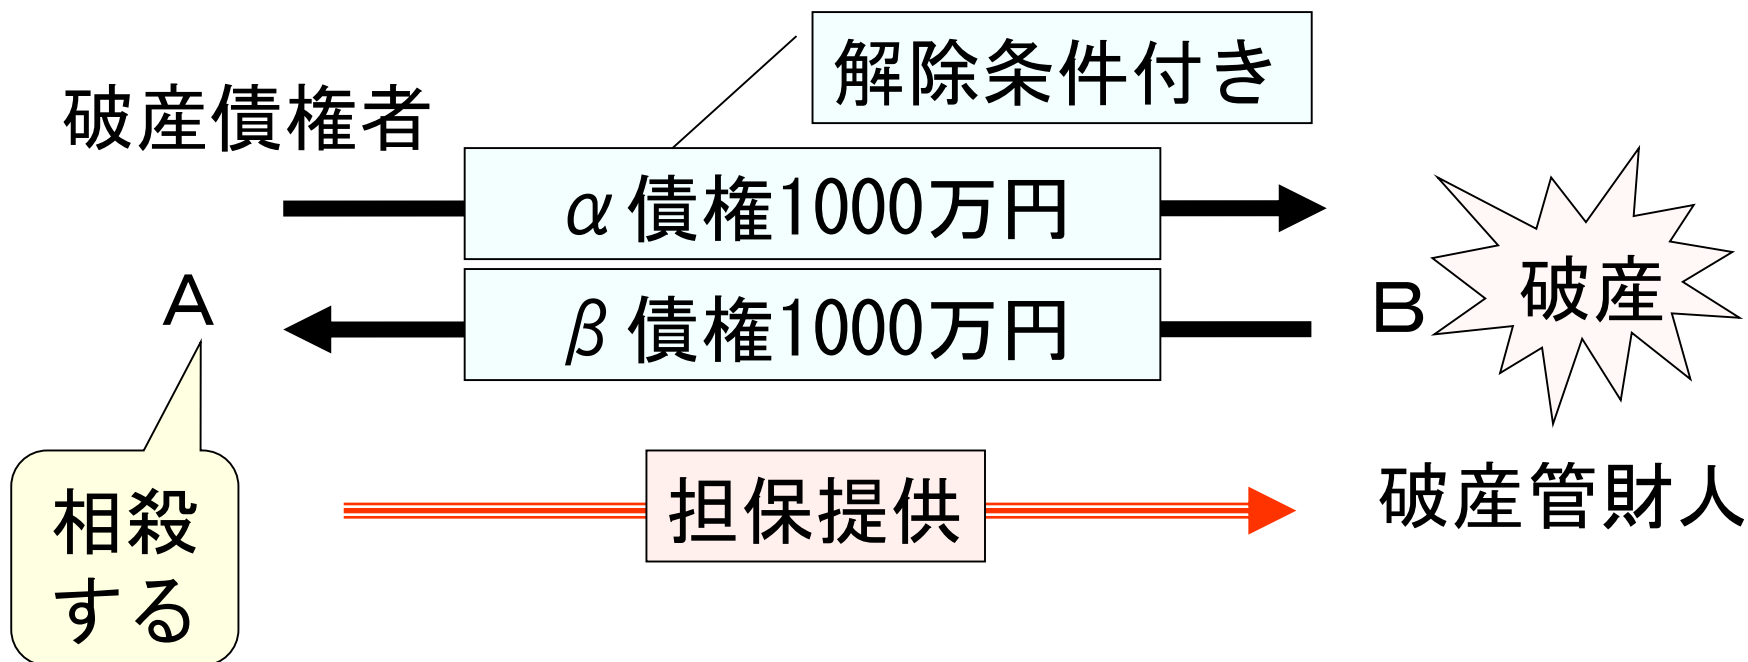 解除条件付き
破産債権者
α債権1000万円
A
β債権1000万円
B
破産
相殺
する
担保提供
破産管財人